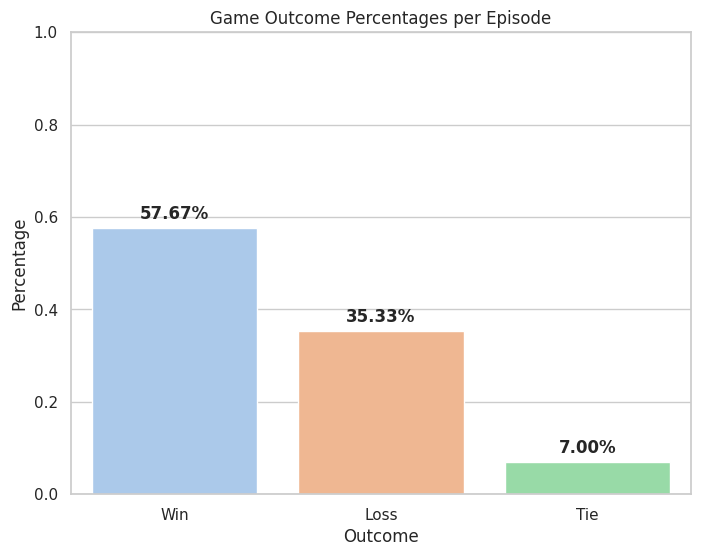 Game Outcome Percentages per Episode
1.0
0.8
0.6
0.4
0.2
0.0
Percentage
57.67%
35.33%
7.00%
Win
Loss
Tie
Outcome